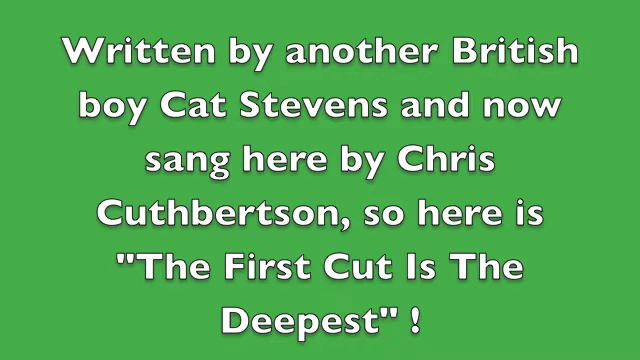 Written by another British
boy Cat Stevens and now
sang here by Chris
Cuthbertson, so here is
"The First Cut Is The
Deepest" !